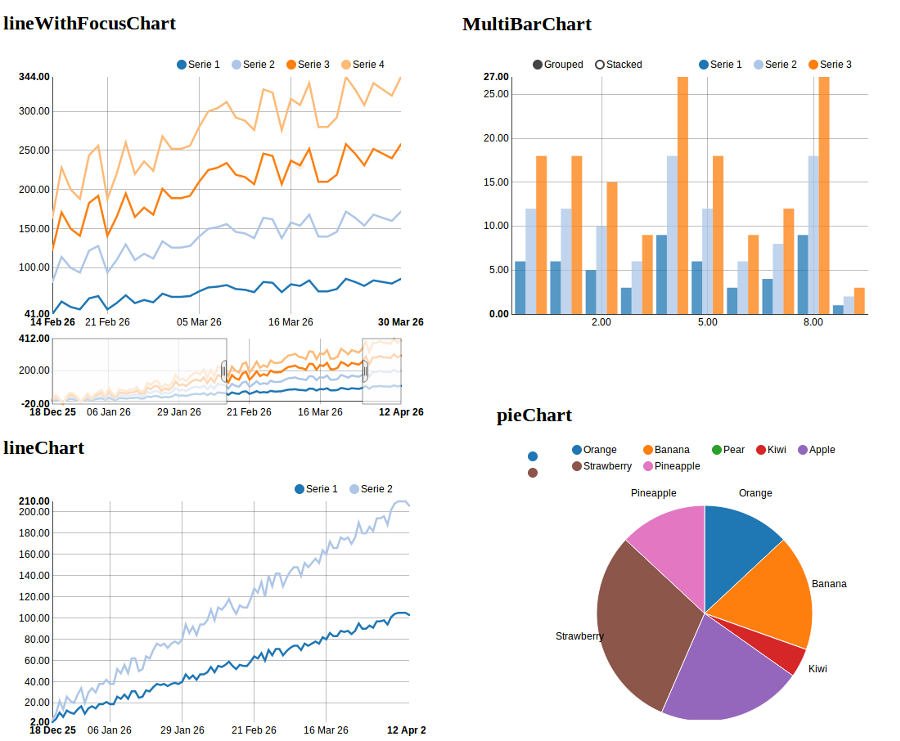 lineWithFocusChart
Serie 1 Serie 2 Serie 3 Serie 4
344.00
300.00
250.00
200.00
150.00
100.00
41.00
14 Feb 26 21 Feb 26 05 Mar 26 16 Mar 26 30 Mar 26
412.00
200.00
-20.00
18 Dec 25 06 Jan 26 29 Jan 26 21 Feb 26 16 Mar 26 12 Apr 26
lineChart
Serie 1 Serie 2
210.00
200.00
180.00
160.00
140.00
120.00
100.00
80.00
60.00
40.00
20.00
2.00
18 Dec 25 06 Jan 26 29 Jan 26 21 Feb 26 16 Mar 26 12 Apr 2
MultiBarChart
Grouped Stacked Serie 1 Serie 2 Serie 3
27.00
25.00
20.00
15.00
10.00
5.00
0.00
2.00 5.00 8.00
pieChart
Orange Banana Pear Kiwi Apple
Strawberry Pineapple
Pineapple Orange
Banana
Strawberry
Kiwi